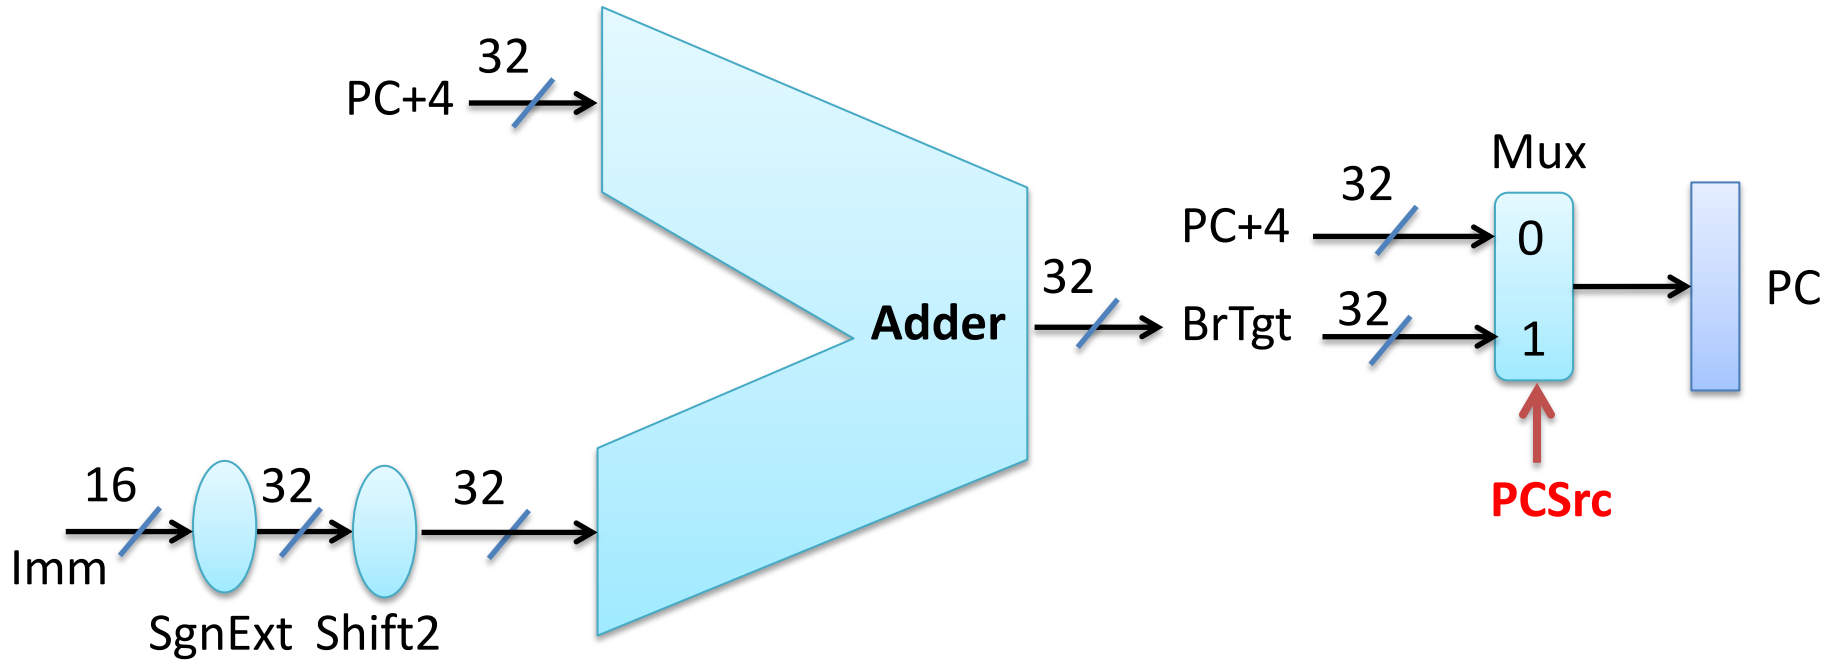 32
PC+4
Mux
32
PC+4
0
32
PC
BrTgt
32
1
Adder
PCSrc
16
32
32
Imm
SgnExt
Shift2